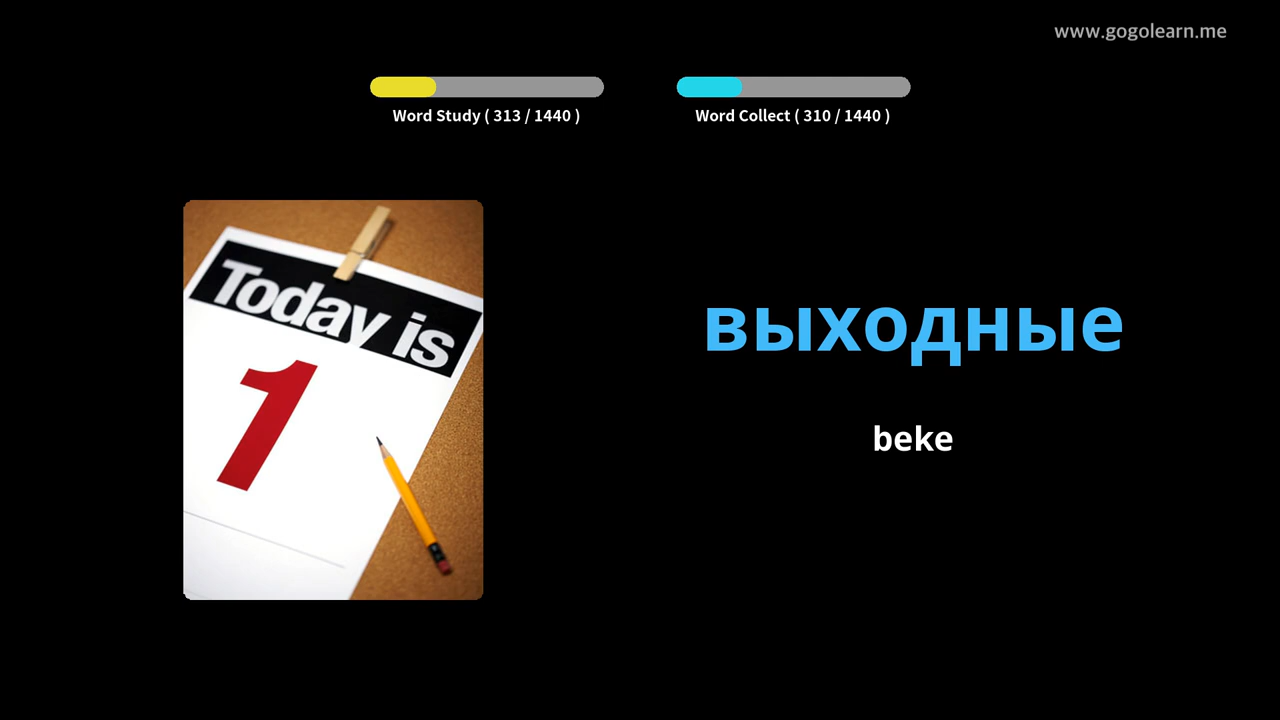 www.gogolearn.me
Word Study ( 313 / 1440 )
Word Collect ( 310 / 1440 )
Today is
1
выходные
beke